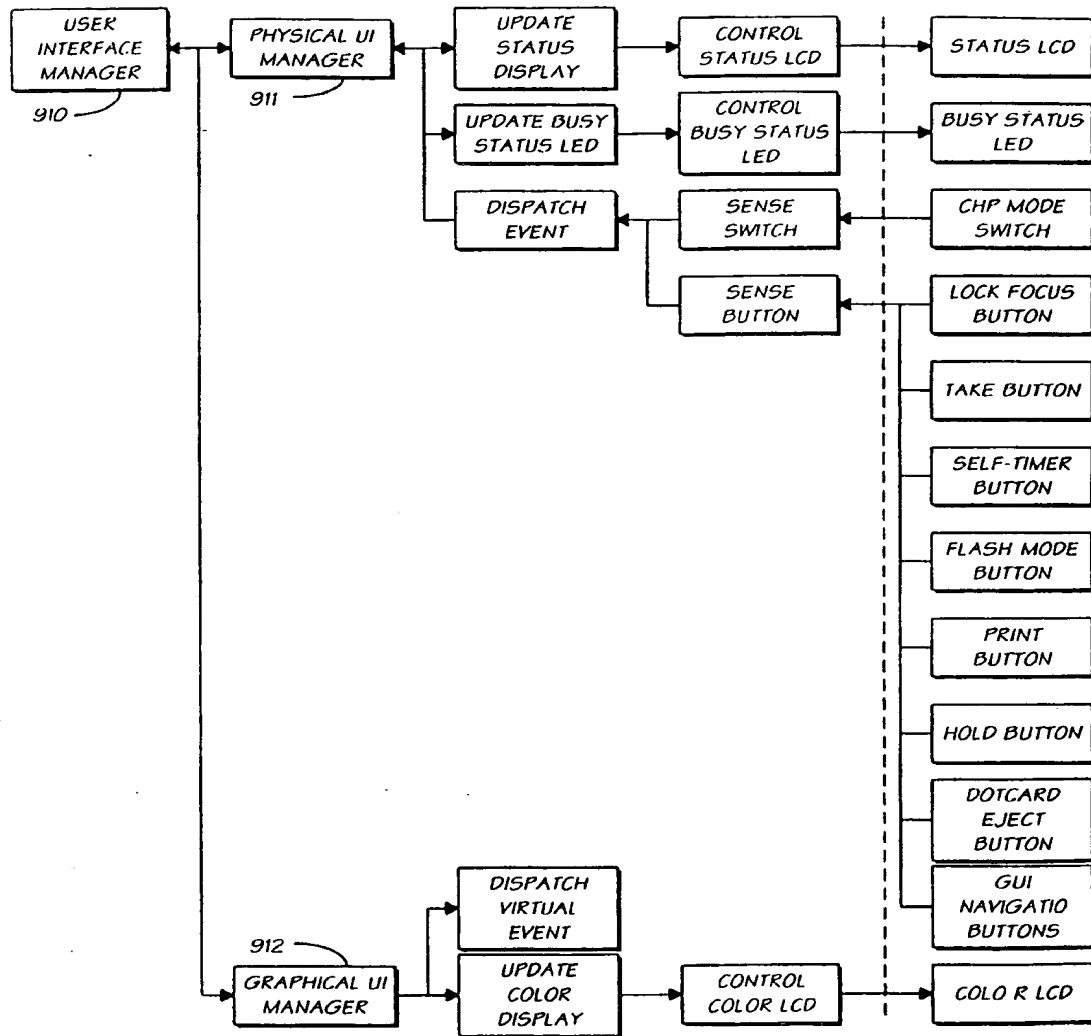 USER
INTERFACE
MANAGER
910
PHYSICAL UI
MANAGER
911
UPDATE
STATUS
DISPLAY
CONTROL
STATUS LCD
STATUS LCD
UPDATE BUSY
STATUS LED
CONTROL
BUSY STATUS
LED
BUSY STATUS
LED
DISPATCH
EVENT
SENSE
SWITCH
CHP MODE
SWITCH
SENSE
BUTTON
LOCK FOCUS
BUTTON
TAKE BUTTON
SELF-TIMER
BUTTON
FLASH MODE
BUTTON
PRINT
BUTTON
HOLD BUTTON
DOTCARD
EJECT
BUTTON
GUI
NAVIGATIO
BUTTONS
DISPATCH
VIRTUAL
EVENT
912
GRAPHICAL UI
MANAGER
UPDATE
COLOR
DISPLAY
CONTROL
COLOR LCD
COLO R LCD